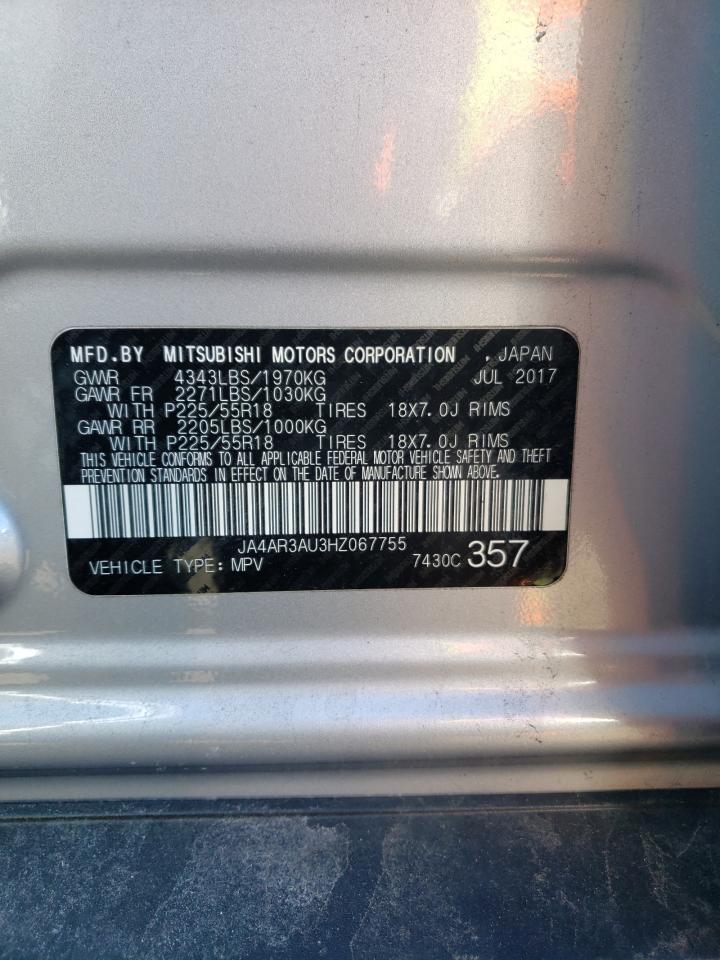 MFD.BY MITSUBISHI MOTORS CORPORATION , JAPAN
GVWR 4343LBS/1970KG JUL 2017
GAWR FR 2271LBS/1030KG
WITH P225/55R18 TIRES 18X7.0J RIMS
GAWR RR 2205LBS/1000KG
WITH P225/55R18 TIRES 18X7.0J RIMS
THIS VEHICLE CONFORMS TO ALL APPLICABLE FEDERAL MOTOR VEHICLE SAFETY AND THEFT
PREVENTION STANDARDS IN EFFECT ON THE DATE OF MANUFACTURE SHOWN ABOVE.
JA4AR3AU3HZ067755
VEHICLE TYPE: MPV 7430C 357